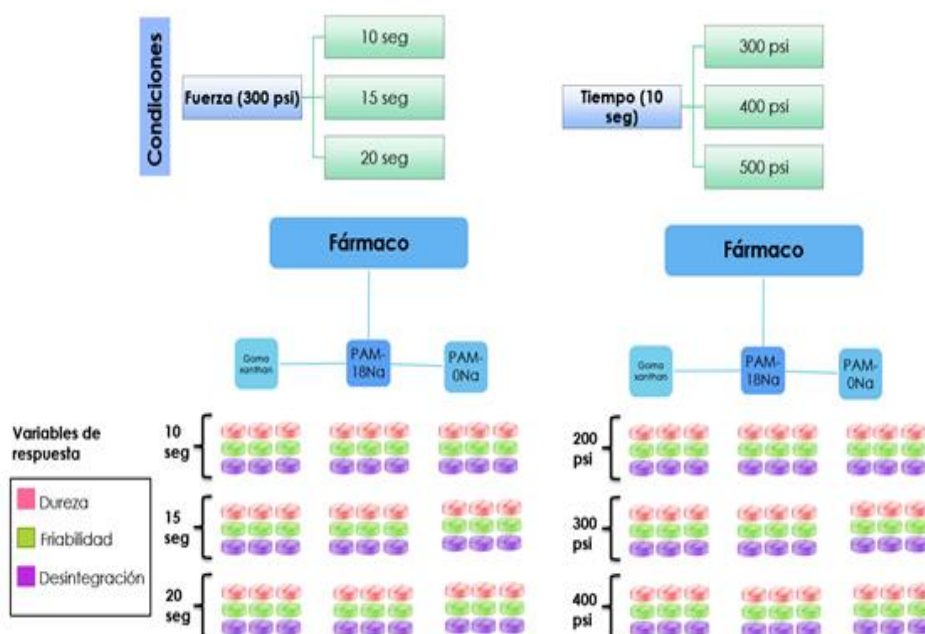 Condiciones
Fuerza (300 psi)
10 seg
15 seg
20 seg
Tiempo (10
seg)
300 psi
400 psi
500 psi
Fármaco
Goma
xanthan
PAM-
18Na
PAM-
0Na
Fármaco
Goma
xanthan
PAM-
18Na
PAM-
0Na
Variables de
respuesta
Dureza
Friabilidad
Desintegración
10
seg
15
seg
20
seg
200
psi
300
psi
400
psi